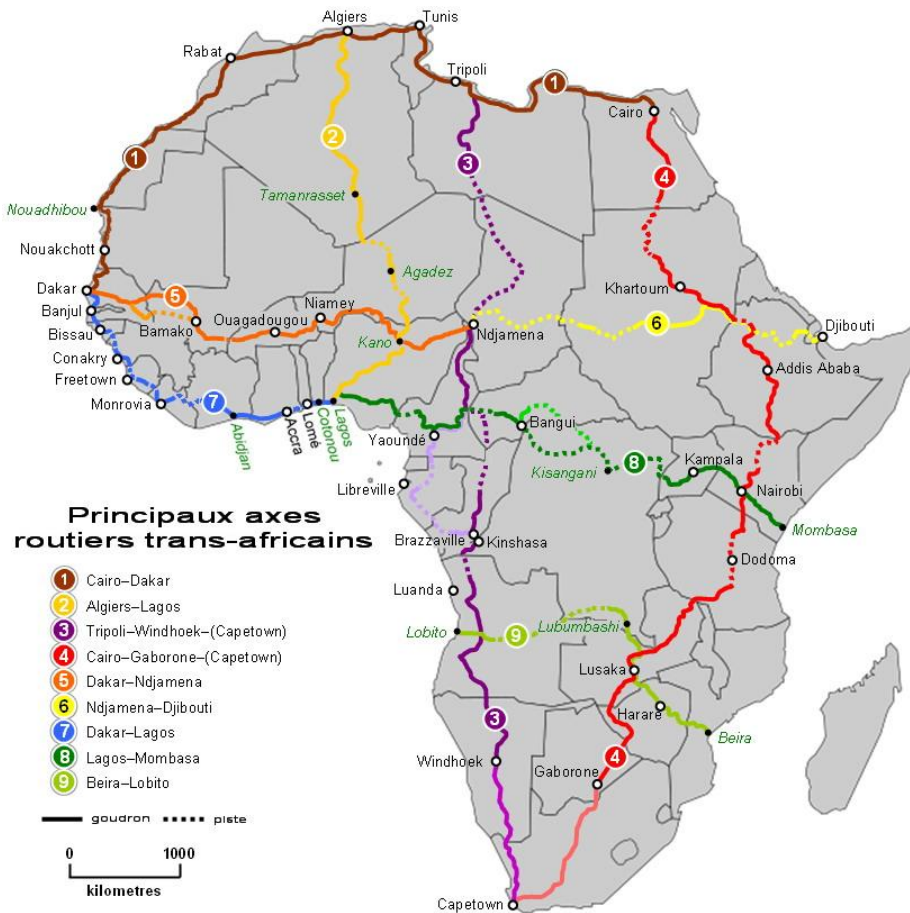 Algiers
Tunis
Rabat
Tripoli
1
Cairo
2
3
4
1
Tamanrasset
Nouadhibou
Nouakchott
Agadez
Dakar
5
Niamey
Khartoum
Banjul
Ouagadougou
6
Djibouti
Bissau
Bamako
Kano
Ndjamena
Conakry
Addis Ababa
Freetown
Monrovia
7
Abidjan
Accra
Lomé
Cotonou
Lagos
Yaoundé
Bangui
8
Kampala
Kisangani
Libreville
Nairobi
Principaux axes
routiers trans-africains
Brazzaville
Kinshasa
Mombasa
Dodoma
1 Cairo–Dakar
2 Algiers–Lagos
3 Tripoli–Windhoek–(Capetown)
4 Cairo–Gaborone–(Capetown)
5 Dakar–Ndjamena
6 Ndjamena–Djibouti
7 Dakar–Lagos
8 Lagos–Mombasa
9 Beira–Lobito
Luanda
Lobito
9
Lubumbashi
Lusaka
Harare
3
Beira
Windhoek
Gaborone
4
goudron
piste
0
1000
kilometres
Capetown